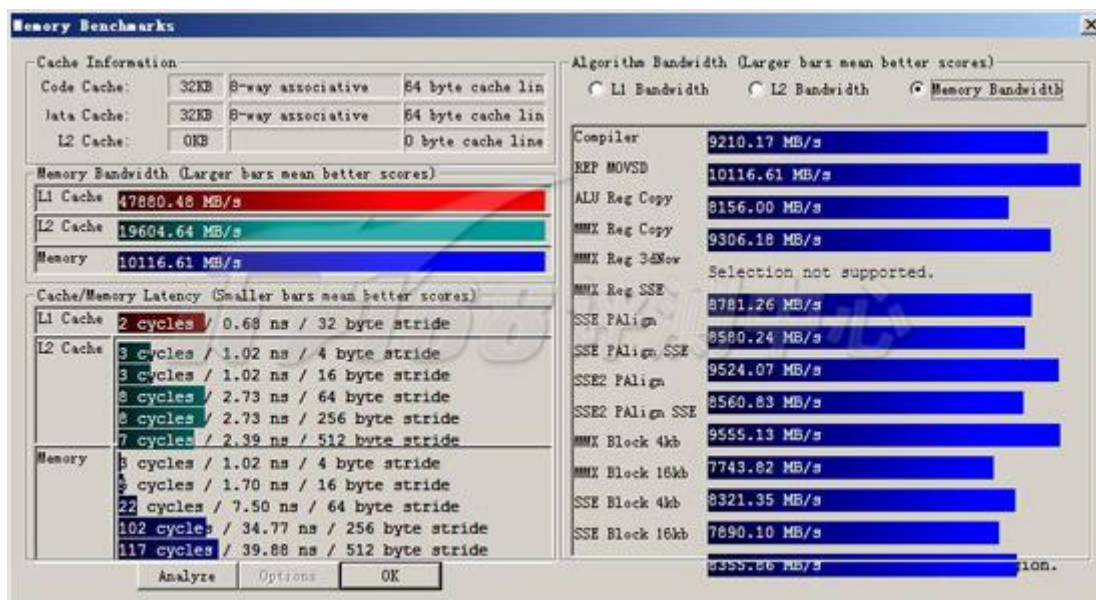 Memory Benchmarks
Cache Information
Code Cache: 32KB 8-way associative 64 byte cache lin
Data Cache: 32KB 8-way associative 64 byte cache lin
L2 Cache: 0KB 0 byte cache line
Memory Bandwidth (Larger bars mean better scores)
L1 Cache 47880.48 MB/s
L2 Cache 19604.64 MB/s
Memory 10116.61 MB/s
Cache/Memory Latency (Smaller bars mean better scores)
L1 Cache 2 cycles / 0.68 ns / 32 byte stride
L2 Cache 3 cycles / 1.02 ns / 4 byte stride
3 cycles / 1.02 ns / 16 byte stride
8 cycles / 2.73 ns / 64 byte stride
8 cycles / 2.73 ns / 256 byte stride
7 cycles / 2.39 ns / 512 byte stride
Memory 3 cycles / 1.02 ns / 4 byte stride
5 cycles / 1.70 ns / 16 byte stride
22 cycles / 7.50 ns / 64 byte stride
102 cycles / 34.77 ns / 256 byte stride
117 cycles / 39.88 ns / 512 byte stride
Analyze Options OK
Algorithm Bandwidth (Larger bars mean better scores)
L1 Bandwidth L2 Bandwidth Memory Bandwidth
Compiler 9210.17 MB/s
REP MOVSD 10116.61 MB/s
ALU Reg Copy 8156.00 MB/s
MMX Reg Copy 9306.18 MB/s
MMX Reg 3dNow Selection not supported.
MMX Reg SSE 8781.26 MB/s
SSE PAlign 8580.24 MB/s
SSE PAlign SSE 9524.07 MB/s
SSE2 PAlign 8560.83 MB/s
SSE2 PAlign SSE 9555.13 MB/s
MMX Block 4kb 7743.82 MB/s
MMX Block 16kb 8321.35 MB/s
SSE Block 4kb 7890.10 MB/s
SSE Block 16kb 8355.86 MB/s gion.